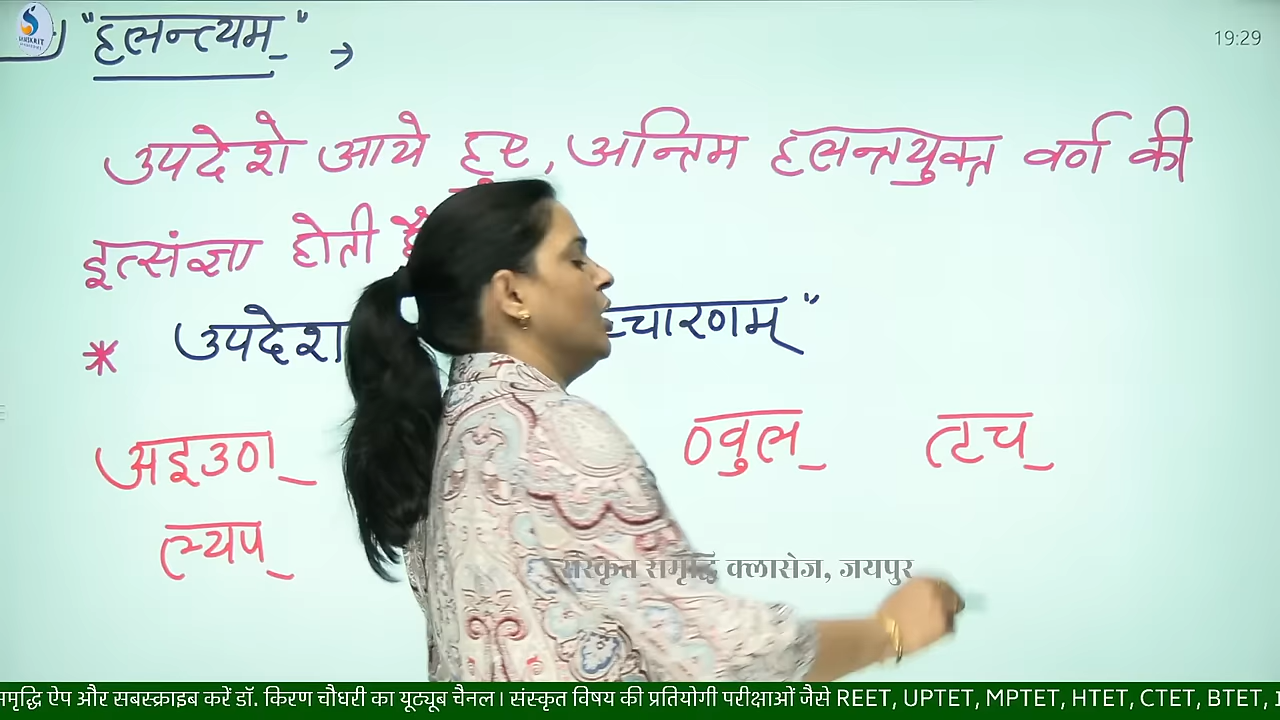 "हलन्त्यम्" →
19:29
उपदेशे आये हुए, अन्तिम हलन्तयुक्त वर्ण की
इत्संज्ञा होती है
* उपदेश च्चारणम्"
अइउण् ण्वुल् तृच्
ल्यप्
संस्कृत समृद्धि क्लासेज, जयपुर
समृद्धि ऐप और सबस्क्राइब करें डॉ. किरण चौधरी का यूट्यूब चैनल। संस्कृत विषय की प्रतियोगी परीक्षाओं जैसे REET, UPTET, MPTET, HTET, CTET, BTET,